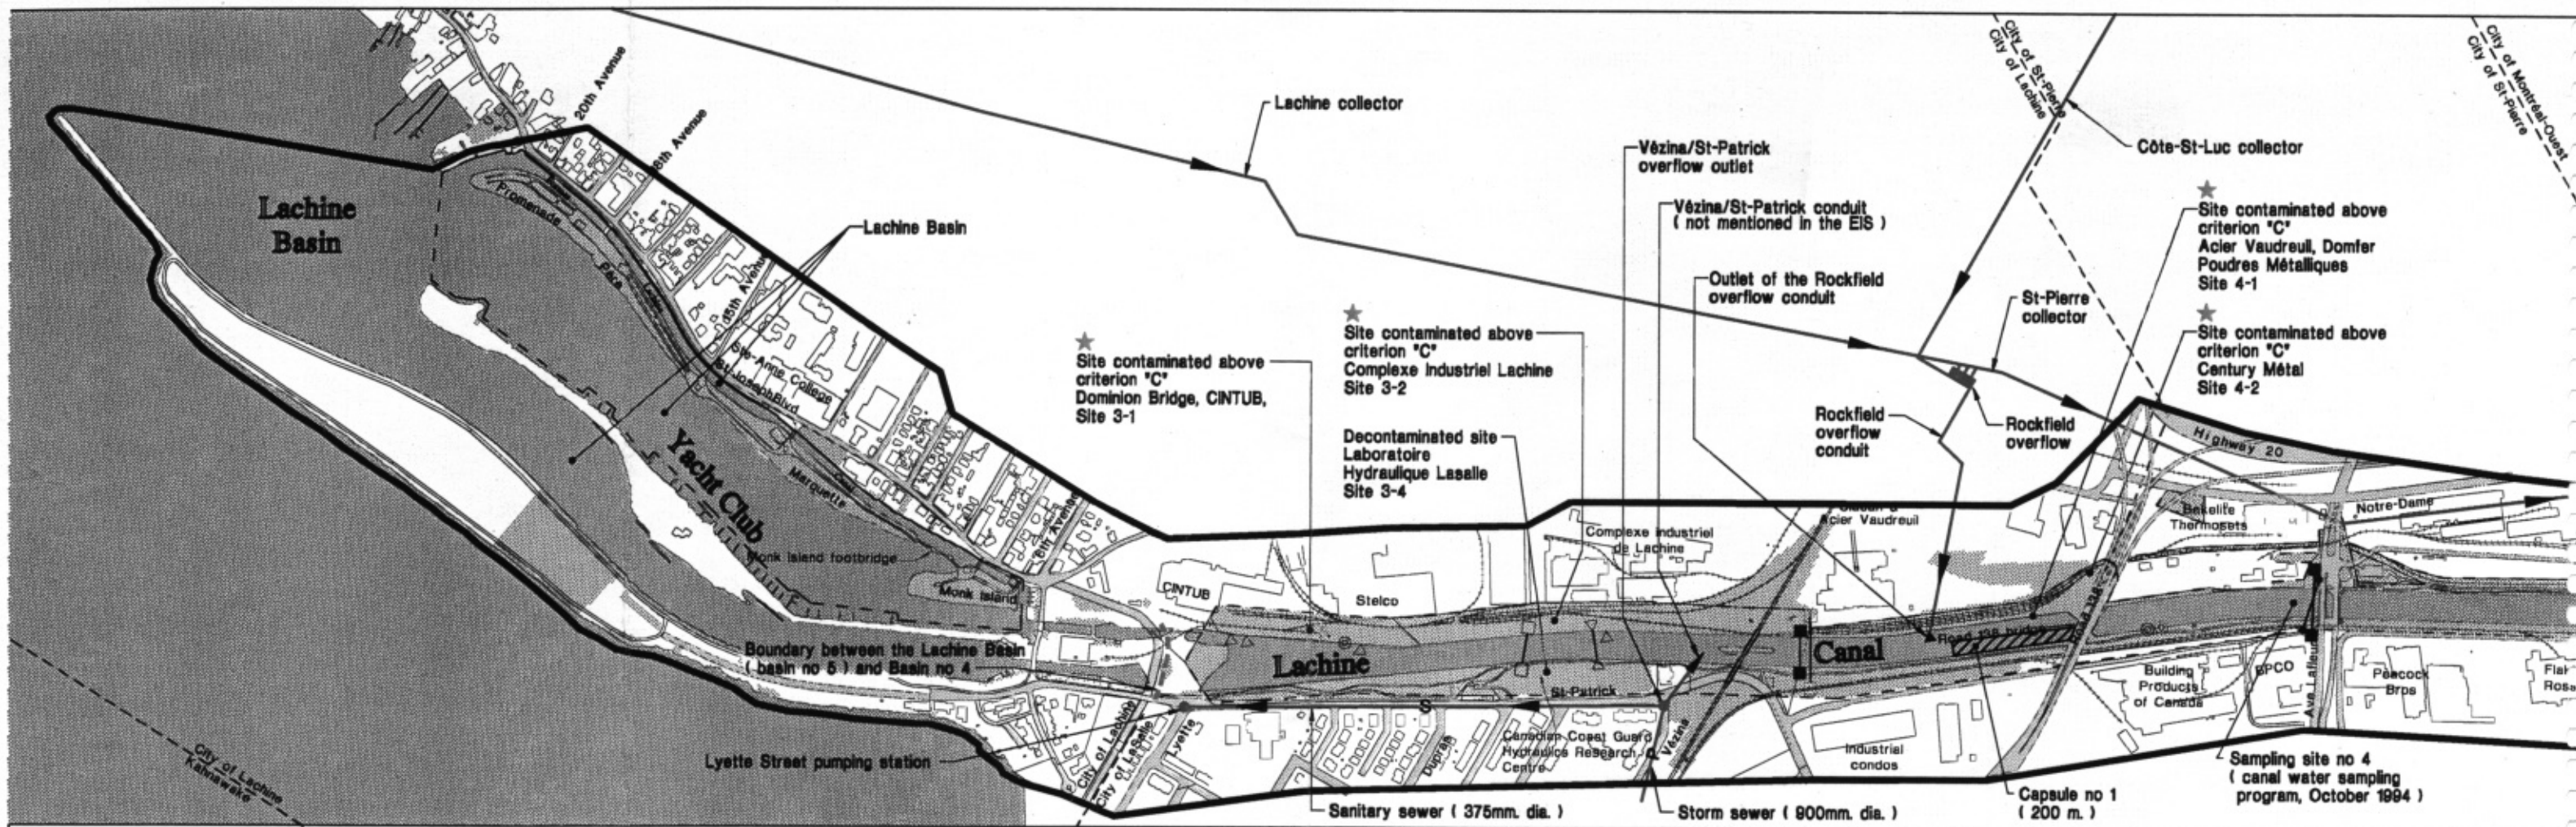 City of St-Pierre
City of Lachine
City of Montréal-Ouest
City of St-Pierre
20th Avenue
18th Avenue
Lachine collector
Côte-St-Luc collector
Vézina/St-Patrick
overflow outlet
Vézina/St-Patrick conduit
( not mentioned in the EIS )
Lachine
Basin
Promenade
Père
Lachine Basin
15th Avenue
Outlet of the Rockfield
overflow conduit
St-Pierre
collector
Site contaminated above
criterion "C"
Acier Vaudreuil, Domfer
Poudres Métalliques
Site 4-1
Site contaminated above
criterion "C"
Century Métal
Site 4-2
Site contaminated above
criterion "C"
Complexe Industriel Lachine
Site 3-2
Site contaminated above
criterion "C"
Dominion Bridge, CINTUB,
Site 3-1
Ste-Anne College
St-Joseph Blvd
Decontaminated site
Laboratoire
Hydraulique Lasalle
Site 3-4
Rockfield
overflow
conduit
Rockfield
overflow
Highway 20
Yacht Club
Marquette
6th Avenue
Notre-Dame
Bekelite
Thermosets
Acier Vaudreuil
Complexe industriel
de Lachine
Monk Island footbridge
Monk Island
CINTUB
Stelco
Boundary between the Lachine Basin
( basin no 5 ) and Basin no 4
Lachine
Canal
St-Patrick
S
Building
Products
of Canada
BPCO
Ave Lafleur
Peacock
Bros
City of Lachine
City of LaSalle
Lyette
Lyette Street pumping station
Dupras
Canadian Coast Guard
Hydraulics Research
Centre
Vézina
Industrial
condos
City of Lachine
Kahnawake
Sanitary sewer ( 375mm. dia. )
Storm sewer ( 900mm. dia. )
Capsule no 1
( 200 m. )
Sampling site no 4
( canal water sampling
program, October 1994 )